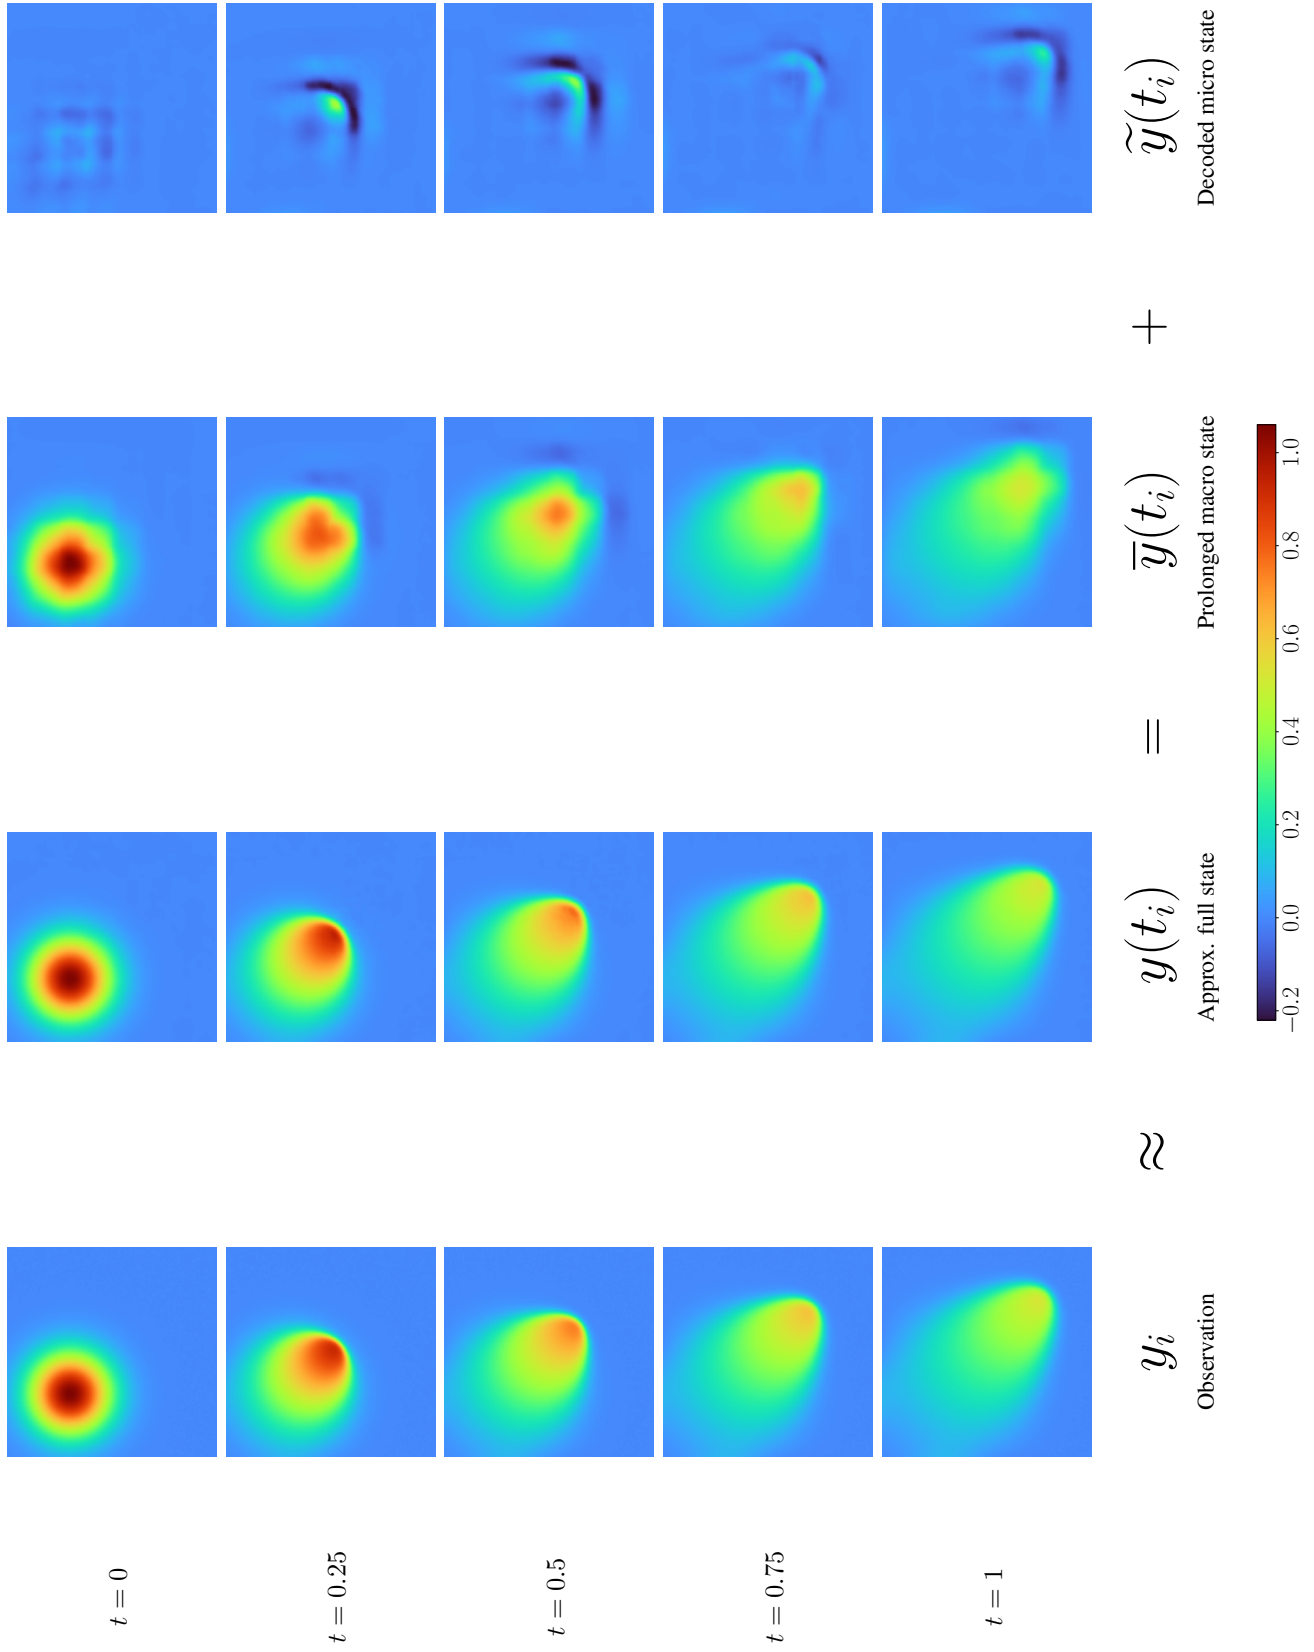 t = 0
t = 0.25
t = 0.5
t = 0.75
t = 1
y_i ≈ y(t_i) = ȳ(t_i) + ỹ(t_i)
Observation Approx. full state Prolonged macro state Decoded micro state
−0.2 0.0 0.2 0.4 0.6 0.8 1.0